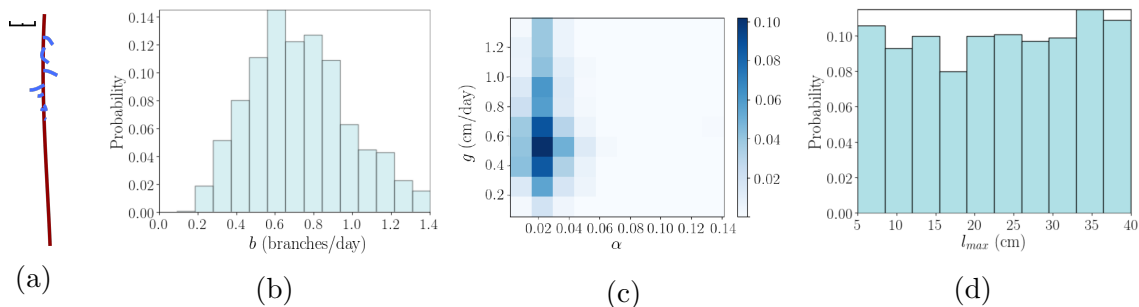 0.14
0.12
0.10
0.08
0.06
0.04
0.02
0.00
Probability
0.0 0.2 0.4 0.6 0.8 1.0 1.2 1.4
b (branches/day)
1.2
1.0
0.8
0.6
0.4
0.2
g (cm/day)
0.02 0.04 0.06 0.08 0.10 0.12 0.14
α
0.10
0.08
0.06
0.04
0.02
0.10
0.08
0.06
0.04
0.02
0.00
Probability
5 10 15 20 25 30 35 40
l_max (cm)
(a)
(b)
(c)
(d)